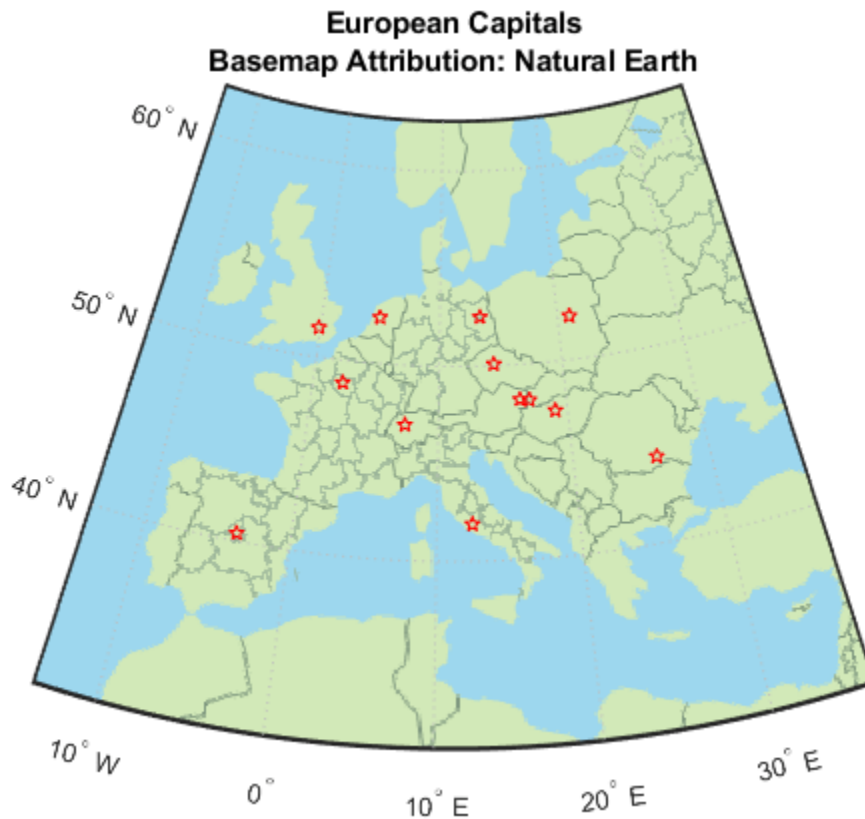 European Capitals
Basemap Attribution: Natural Earth
60° N
50° N
40° N
10° W
0°
10° E
20° E
30° E